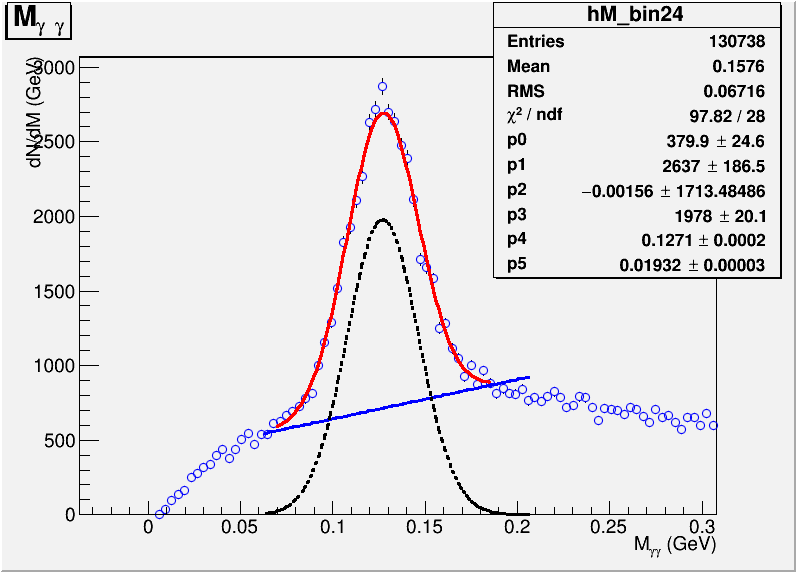 M_γ γ
hM_bin24
Entries 130738
Mean 0.1576
RMS 0.06716
χ² / ndf 97.82 / 28
p0 379.9 ± 24.6
p1 2637 ± 186.5
p2 −0.00156 ± 1713.48486
p3 1978 ± 20.1
p4 0.1271 ± 0.0002
p5 0.01932 ± 0.00003
dN/dM (GeV)
3000
2500
2000
1500
1000
500
0
0 0.05 0.1 0.15 0.2 0.25 0.3
M_γγ (GeV)